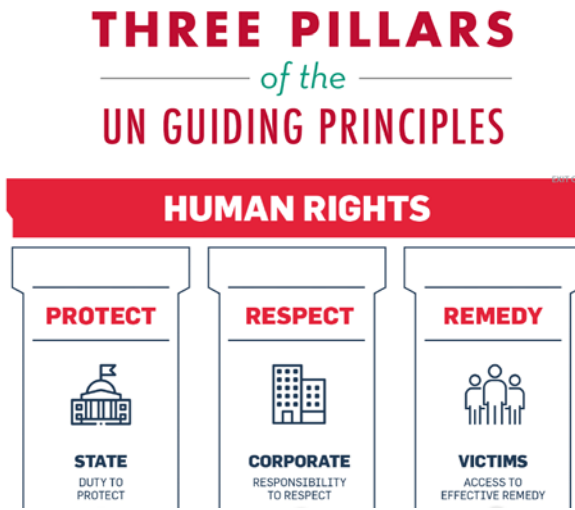 THREE PILLARS
of the
UN GUIDING PRINCIPLES
HUMAN RIGHTS
PROTECT
STATE
DUTY TO
PROTECT
RESPECT
CORPORATE
RESPONSIBILITY
TO RESPECT
REMEDY
VICTIMS
ACCESS TO
EFFECTIVE REMEDY